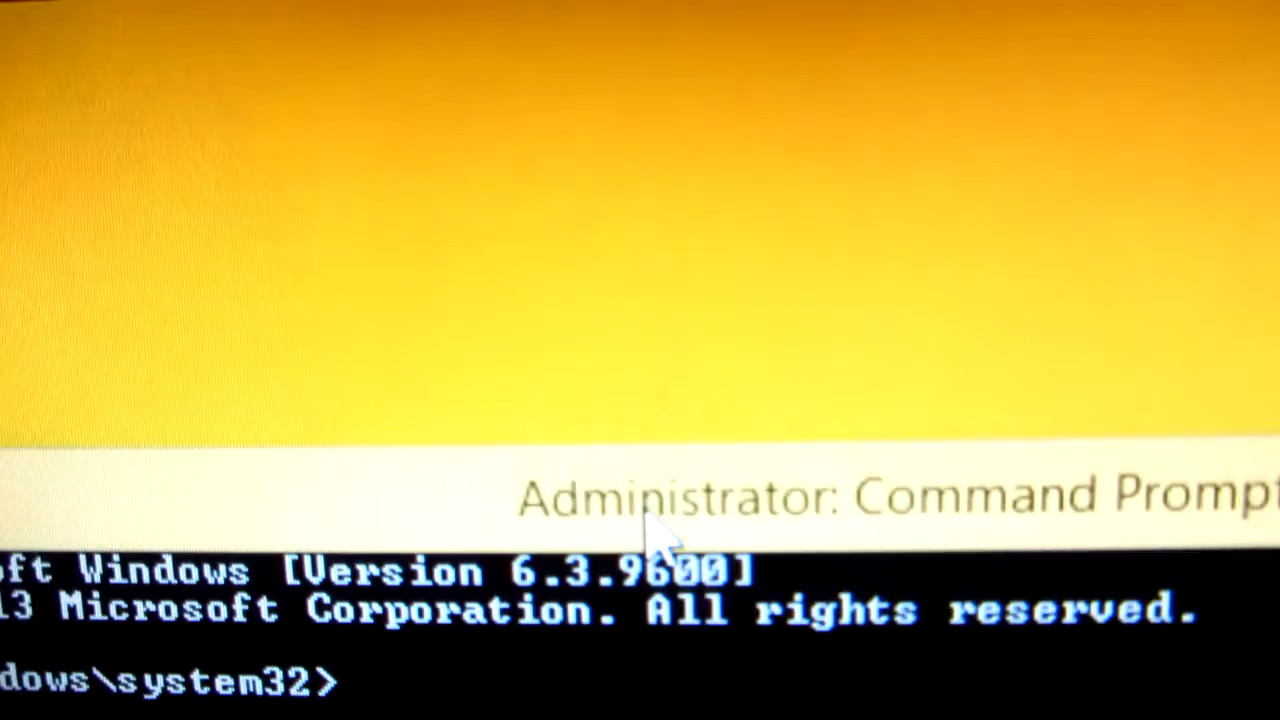 Administrator: Command Prompt
oft Windows [Version 6.3.9600]
13 Microsoft Corporation. All rights reserved.
dows\system32>